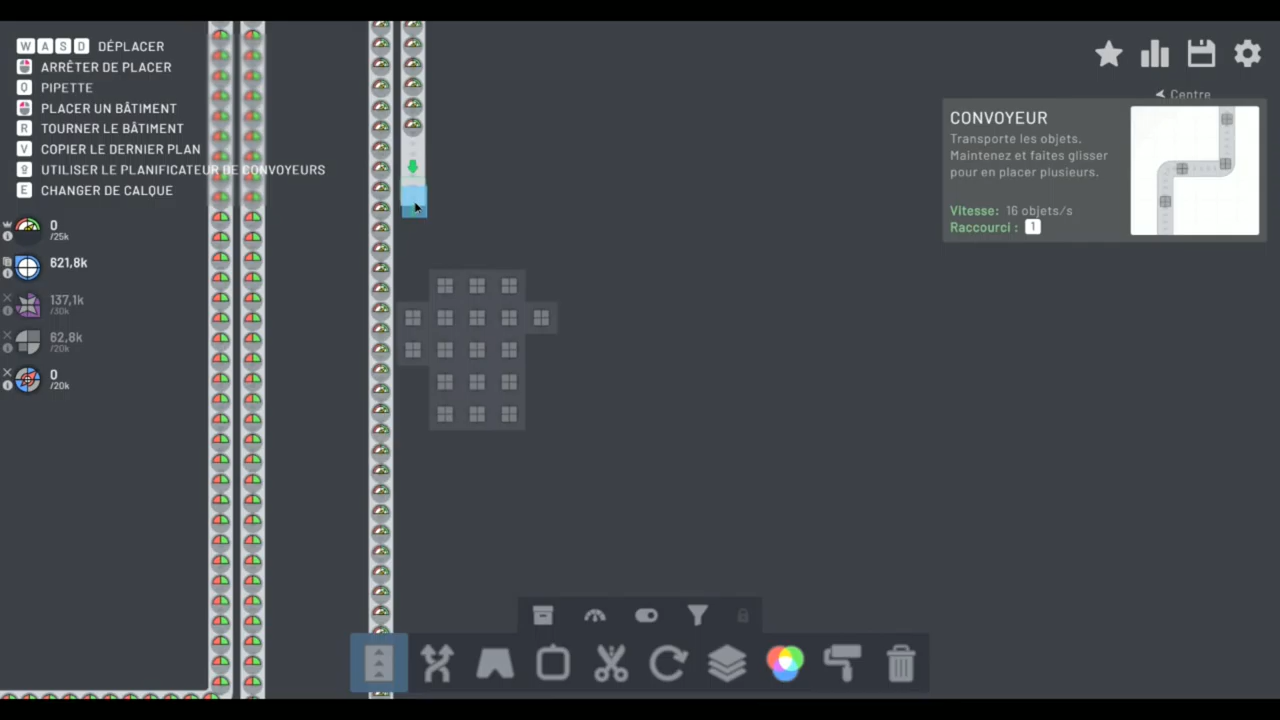 W A S D DÉPLACER
ARRÊTER DE PLACER
Q PIPETTE
PLACER UN BÂTIMENT
R TOURNER LE BÂTIMENT
V COPIER LE DERNIER PLAN
UTILISER LE PLANIFICATEUR DE CONVOYEURS
E CHANGER DE CALQUE
0
/25k
621,8k
137,1k
/30k
62,8k
/20k
0
/20k
Centre
CONVOYEUR
Transporte les objets.
Maintenez et faites glisser
pour en placer plusieurs.
Vitesse: 16 objets/s
Raccourci : 1